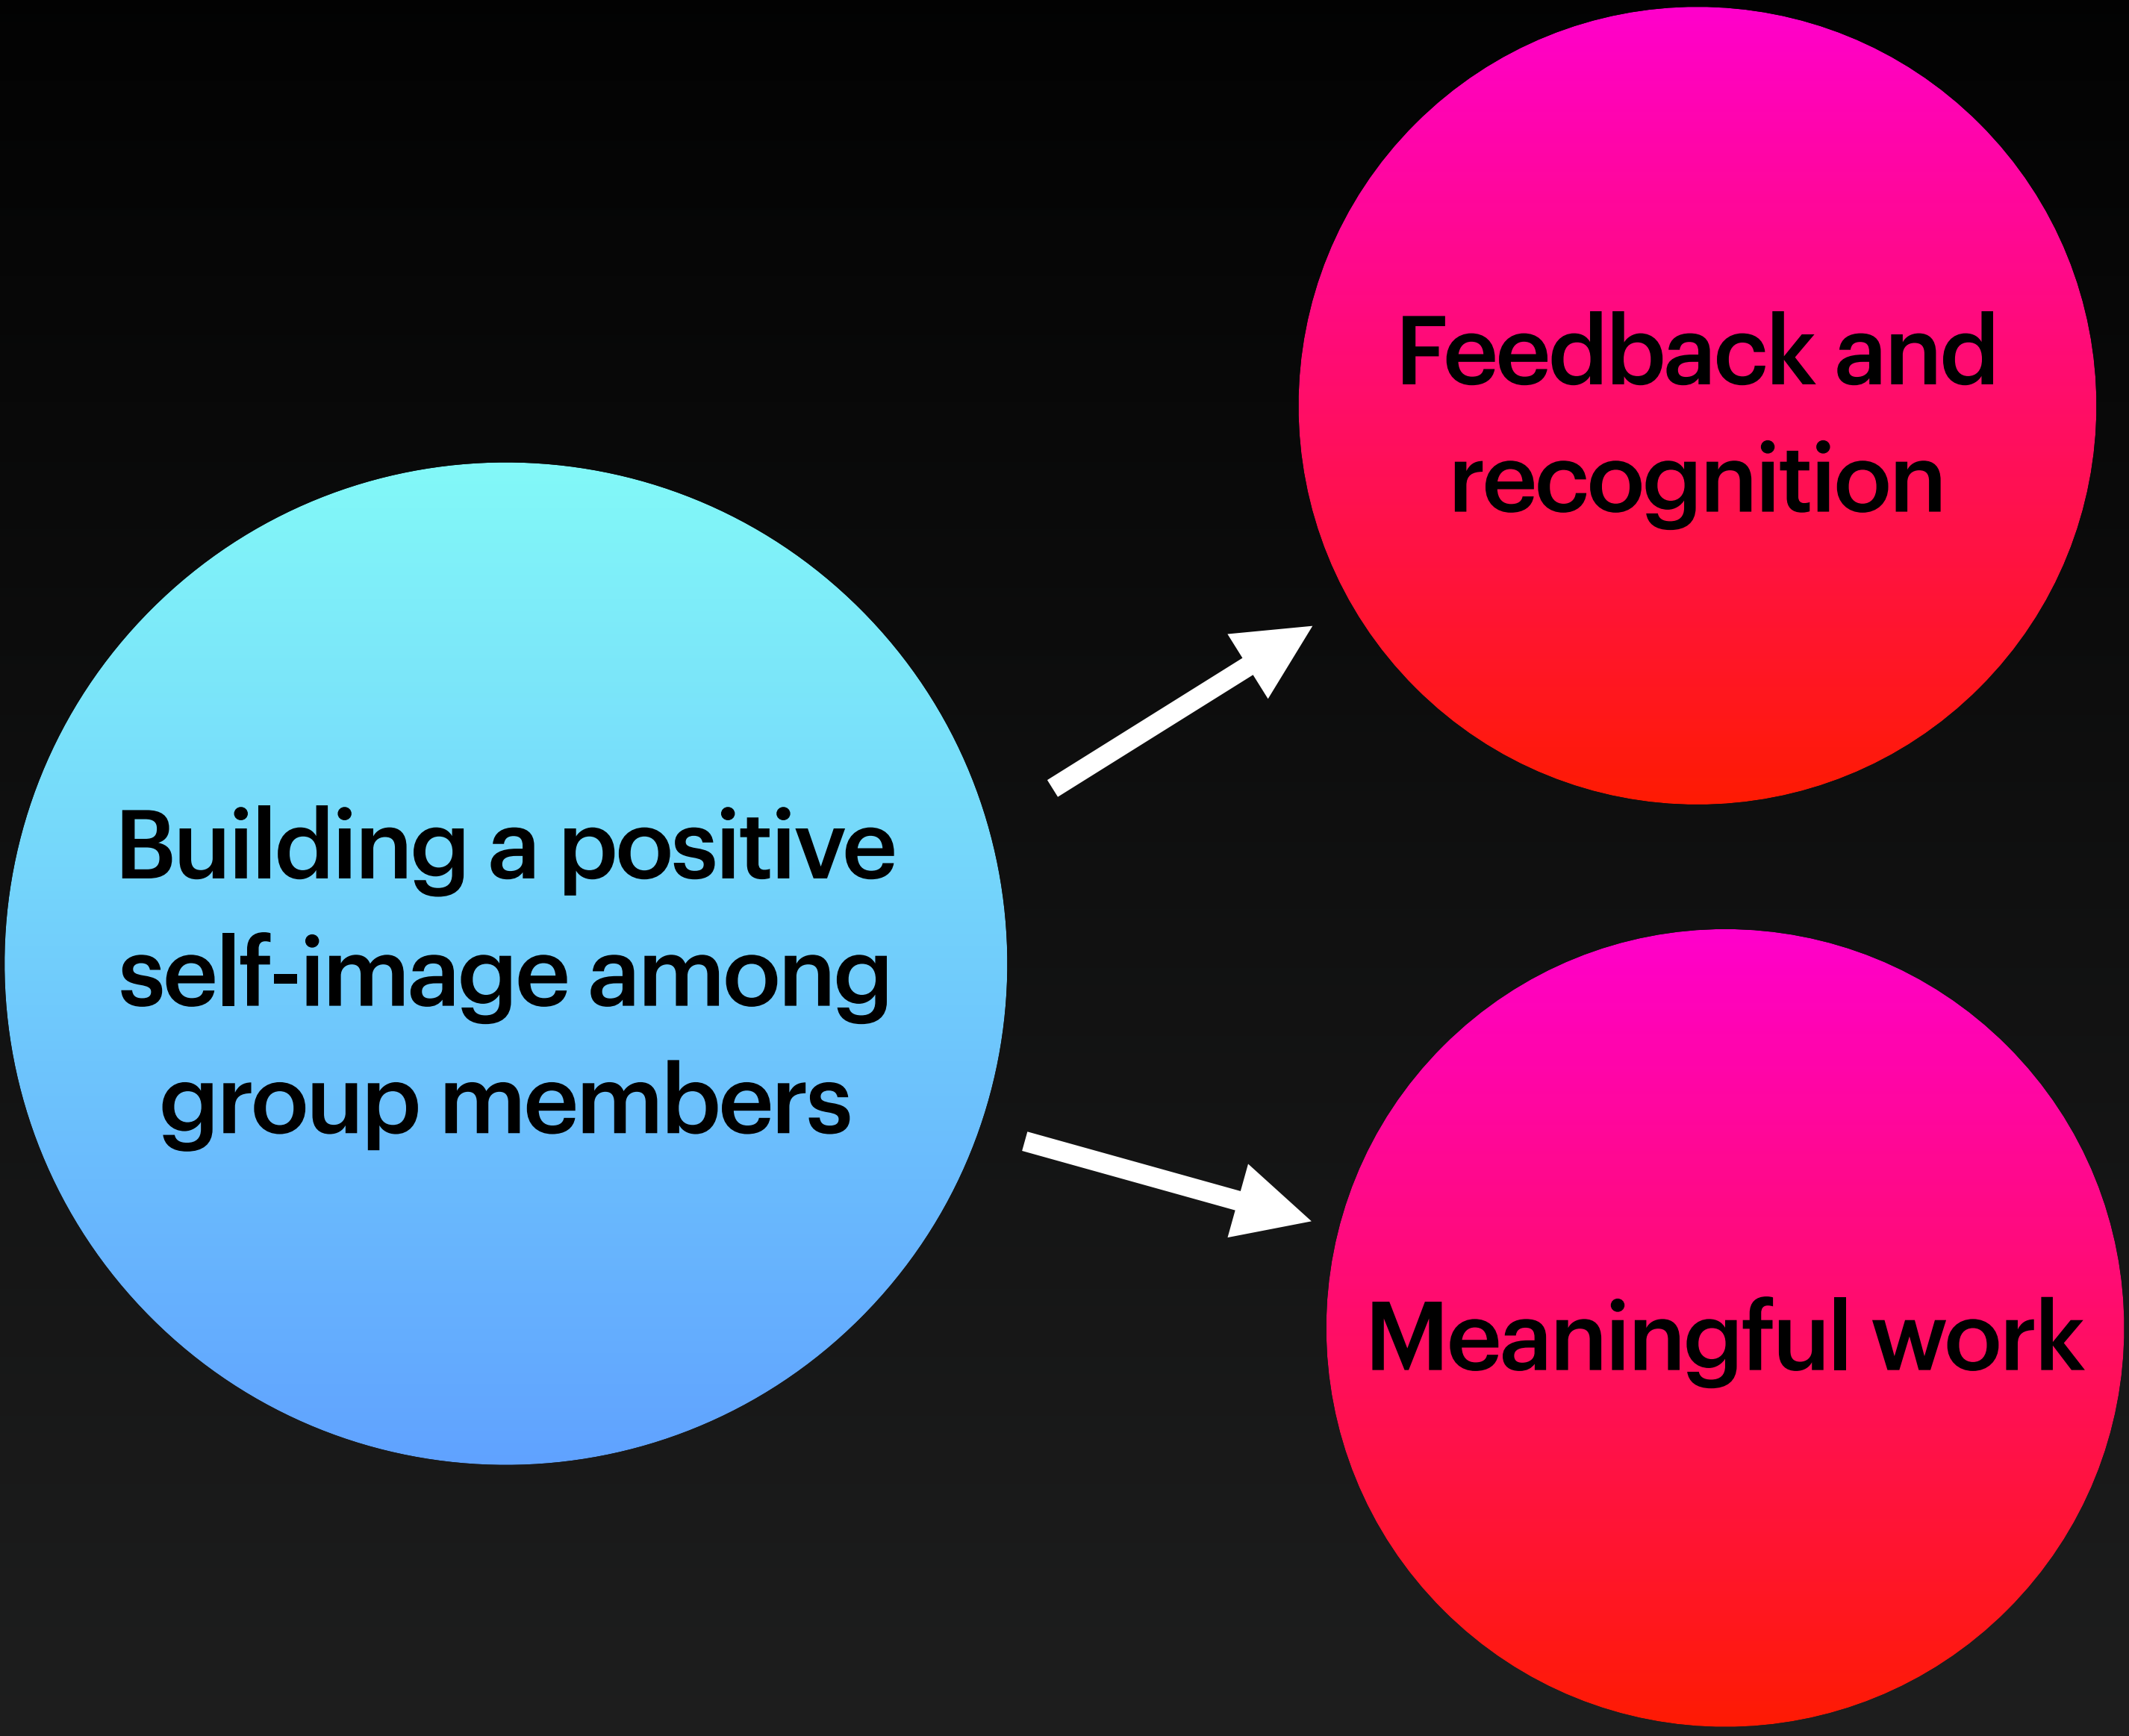 Building a positive
self-image among
group members
Feedback and
recognition
Meaningful work